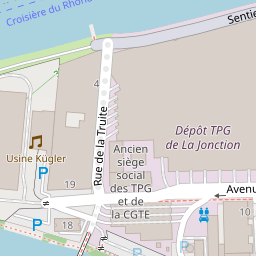 Croisière du Rhôn
Sentie
4
Rue de la Truite
Dépôt TPG
de La Jonction
Ancien
siège
social
des TPG
et de
la CGTE
Usine Kugler
P
19
Avenu
P
18
P
10